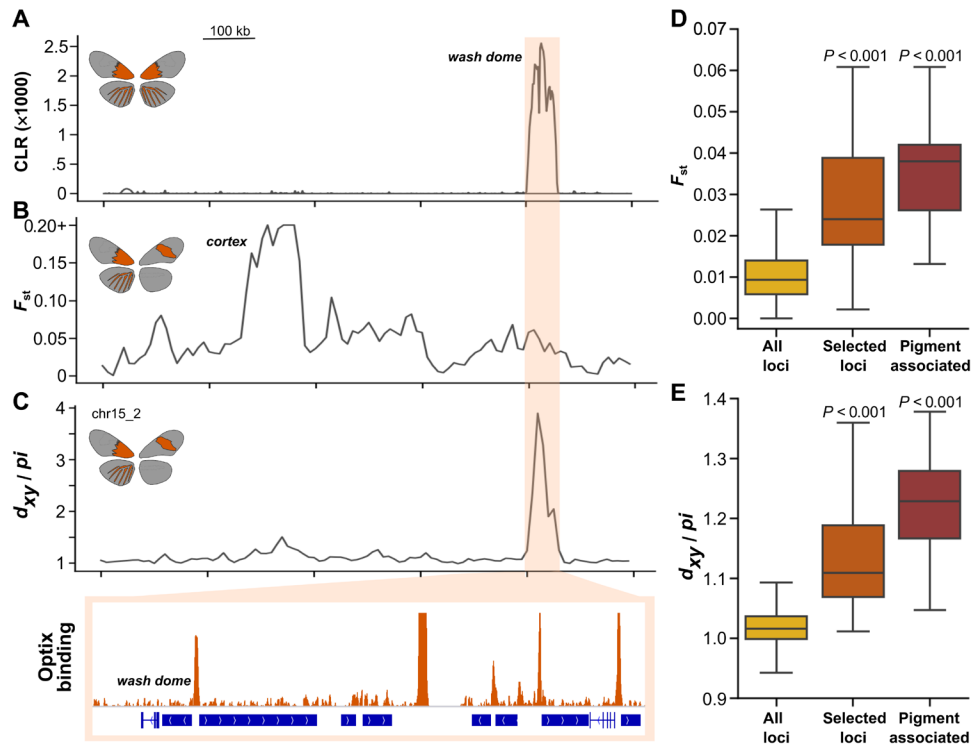 A
100 kb
wash dome
CLR (×1000)
2.5
2
1.5
1
.5
0
B
cortex
Fst
0.20+
0.15
0.10
0.05
0
C
chr15_2
dxy / pi
4
3
2
1
Optix
binding
wash dome
D
P < 0.001
P < 0.001
Fst
0.07
0.06
0.05
0.04
0.03
0.02
0.01
0.00
All
loci
Selected
loci
Pigment
associated
E
P < 0.001
P < 0.001
dxy / pi
1.4
1.3
1.2
1.1
1.0
0.9
All
loci
Selected
loci
Pigment
associated